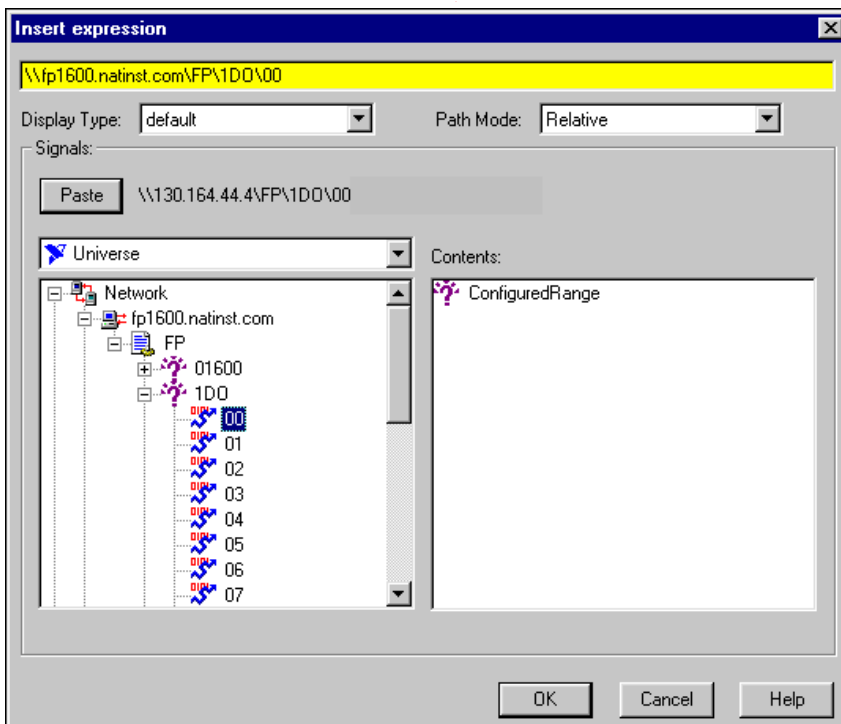 Insert expression
\\fp1600.natinst.com\FP\1DO\00
Display Type: default Path Mode: Relative
Signals:
Paste \\130.164.44.4\FP\1DO\00
Universe
Contents:
Network
fp1600.natinst.com
FP
01600
1DO
00
01
02
03
04
05
06
07
ConfiguredRange
OK Cancel Help